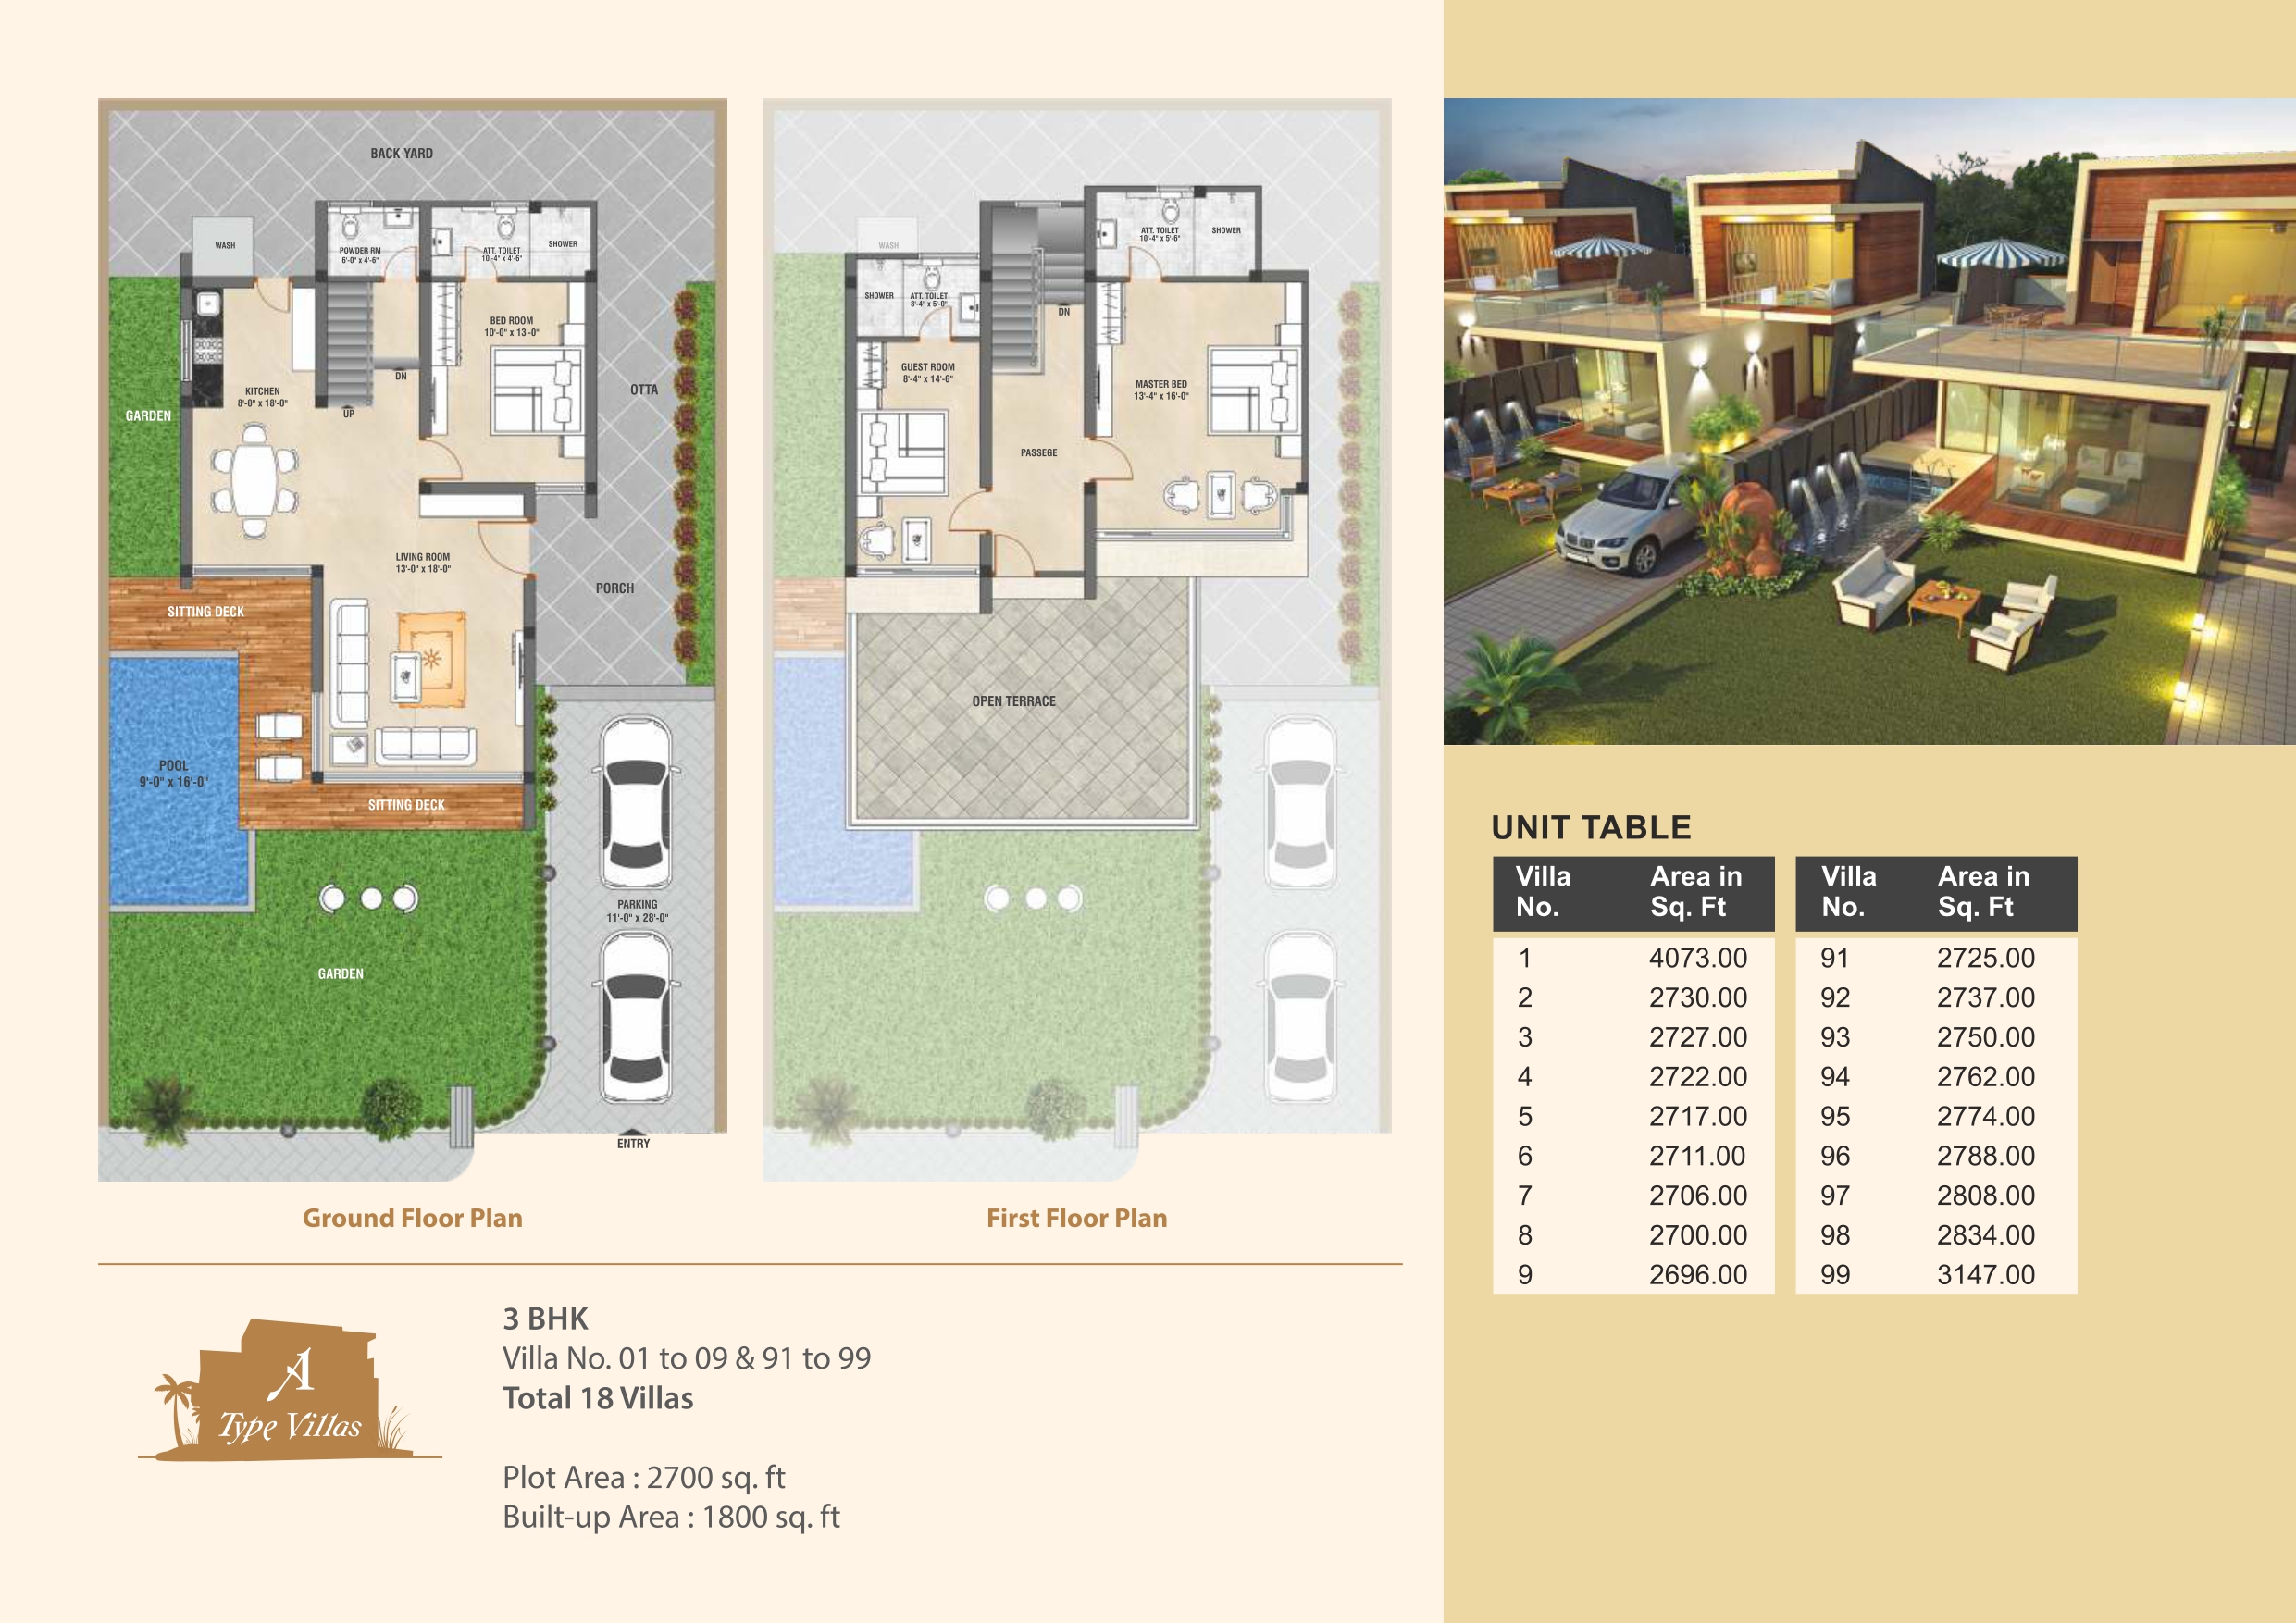 BACK YARD
WASH
POWDER RM
6'-0" x 4'-6"
ATT. TOILET
10'-4" x 4'-6"
SHOWER
BED ROOM
10'-0" x 13'-0"
DN
UP
KITCHEN
8'-0" x 18'-0"
GARDEN
OTTA
LIVING ROOM
13'-0" x 18'-0"
PORCH
SITTING DECK
POOL
9'-0" x 16'-0"
SITTING DECK
PARKING
11'-0" x 28'-0"
GARDEN
ENTRY
Ground Floor Plan
WASH
SHOWER
ATT. TOILET
8'-4" x 5'-0"
ATT. TOILET
10'-4" x 5'-6"
SHOWER
DN
GUEST ROOM
8'-4" x 14'-6"
MASTER BED
13'-4" x 16'-0"
PASSEGE
OPEN TERRACE
First Floor Plan
A
Type Villas
3 BHK
Villa No. 01 to 09 & 91 to 99
Total 18 Villas
Plot Area : 2700 sq. ft
Built-up Area : 1800 sq. ft
UNIT TABLE
Villa No. Area in Sq. Ft Villa No. Area in Sq. Ft
1 4073.00 91 2725.00
2 2730.00 92 2737.00
3 2727.00 93 2750.00
4 2722.00 94 2762.00
5 2717.00 95 2774.00
6 2711.00 96 2788.00
7 2706.00 97 2808.00
8 2700.00 98 2834.00
9 2696.00 99 3147.00